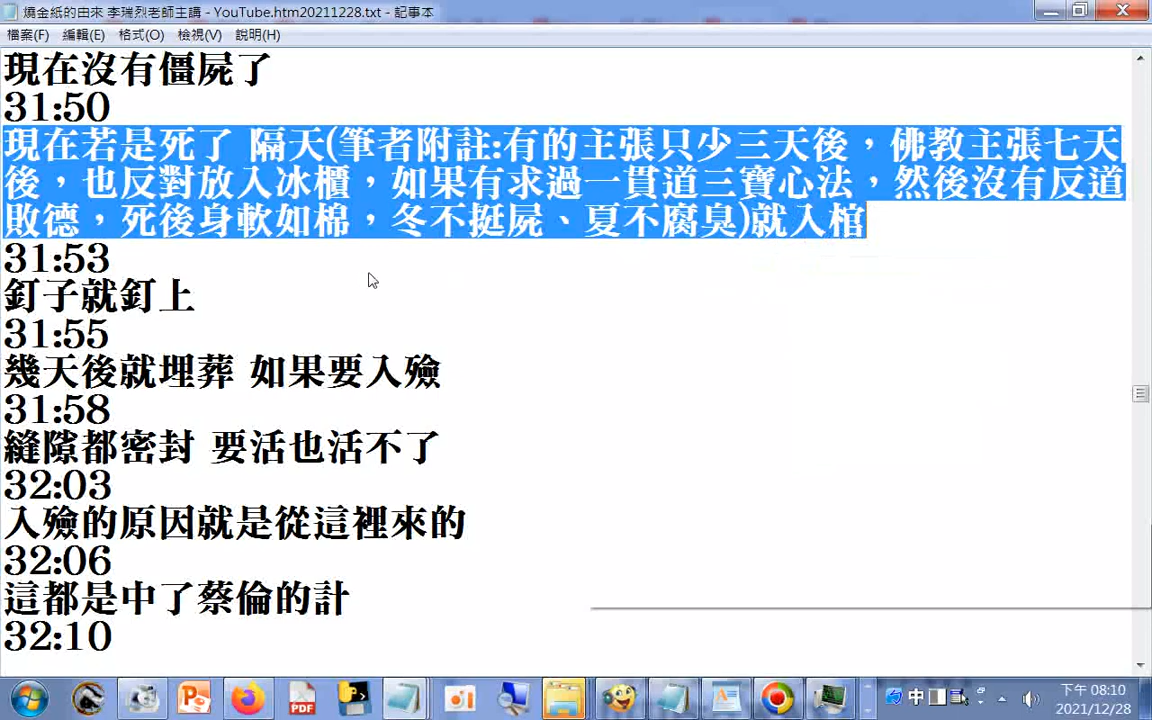 燒金紙的由來 李瑞烈老師主講 - YouTube.htm20211228.txt - 記事本
檔案(F) 編輯(E) 格式(O) 檢視(V) 說明(H)
現在沒有僵屍了
31:50
現在若是死了 隔天(筆者附註:有的主張只少三天後，佛教主張七天
後，也反對放入冰櫃，如果有求過一貫道三寶心法，然後沒有反道
敗德，死後身軟如棉，冬不挺屍、夏不腐臭)就入棺
31:53
釘子就釘上
31:55
幾天後就埋葬 如果要入殮
31:58
縫隙都密封 要活也活不了
32:03
入殮的原因就是從這裡來的
32:06
這都是中了蔡倫的計
32:10
PDF
中
下午 08:10
2021/12/28